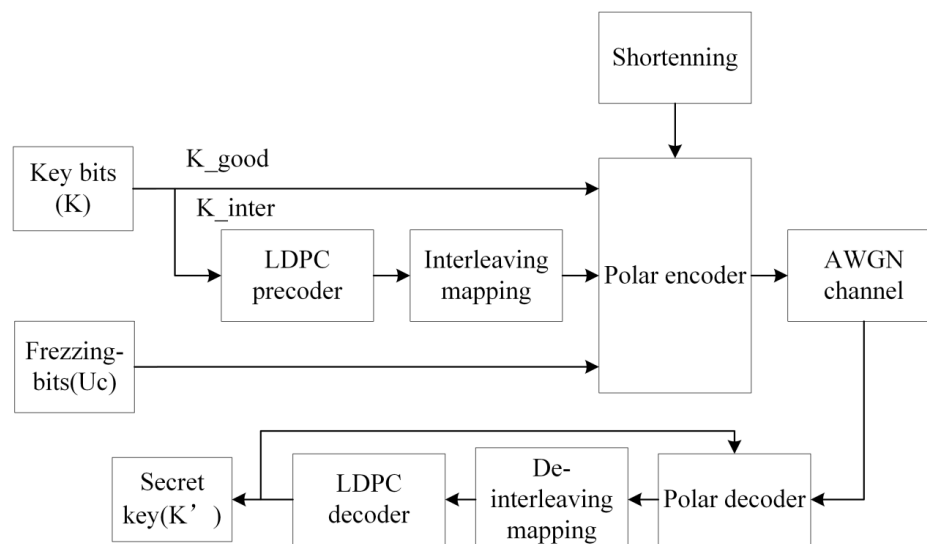 Shortenning
Key bits
(K)
K_good
K_inter
LDPC
precoder
Interleaving
mapping
Polar encoder
AWGN
channel
Frezzing-
bits(Uc)
Secret
key(K’)
LDPC
decoder
De-
interleaving
mapping
Polar decoder